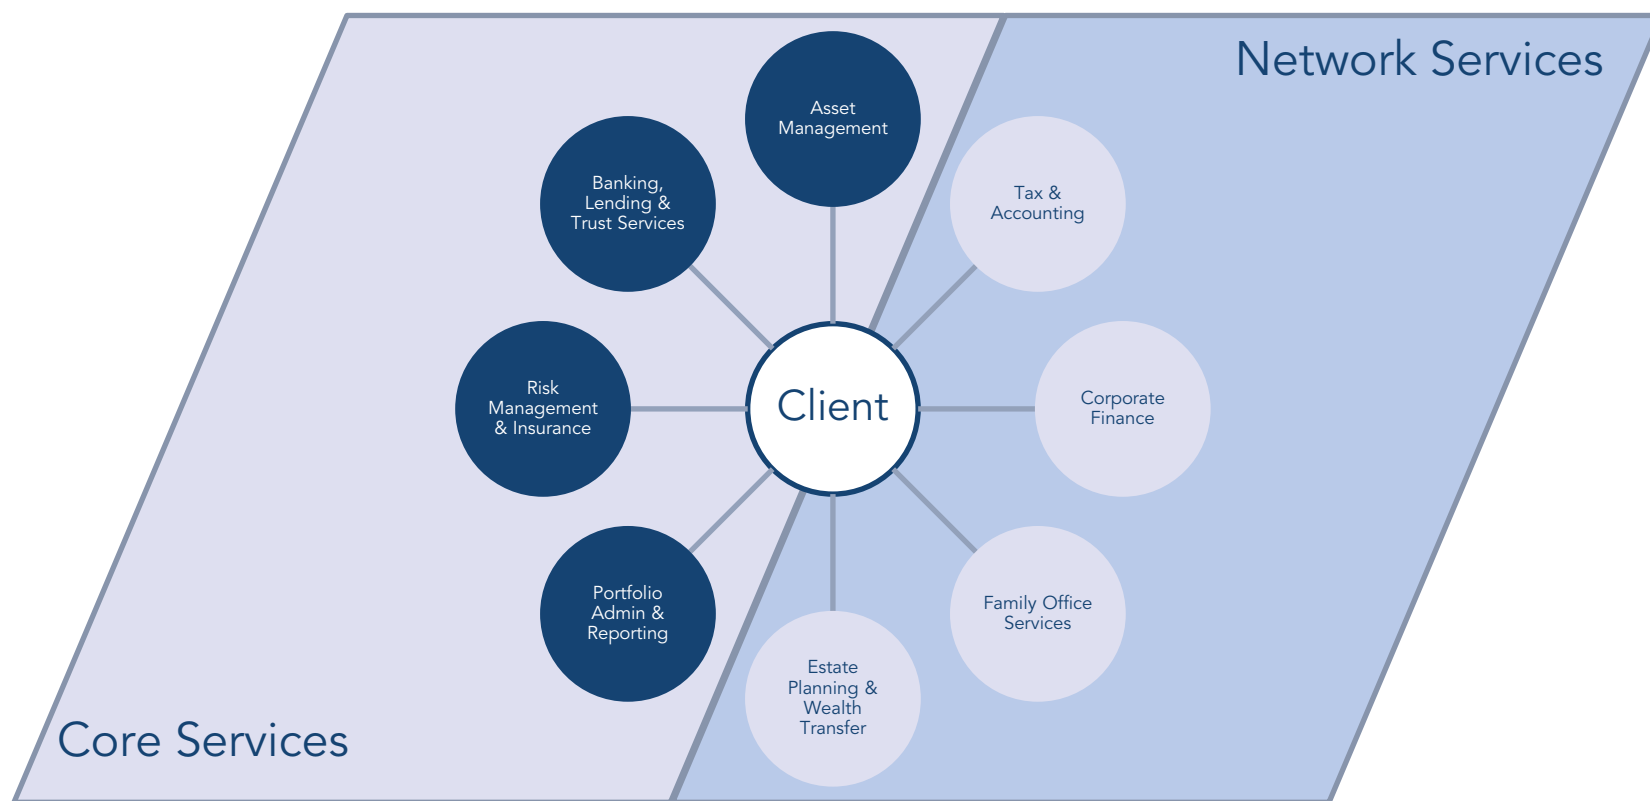 Network Services
Asset
Management
Banking,
Lending &
Trust Services
Tax &
Accounting
Risk
Management
& Insurance
Client
Corporate
Finance
Portfolio
Admin &
Reporting
Family Office
Services
Estate
Planning &
Wealth
Transfer
Core Services